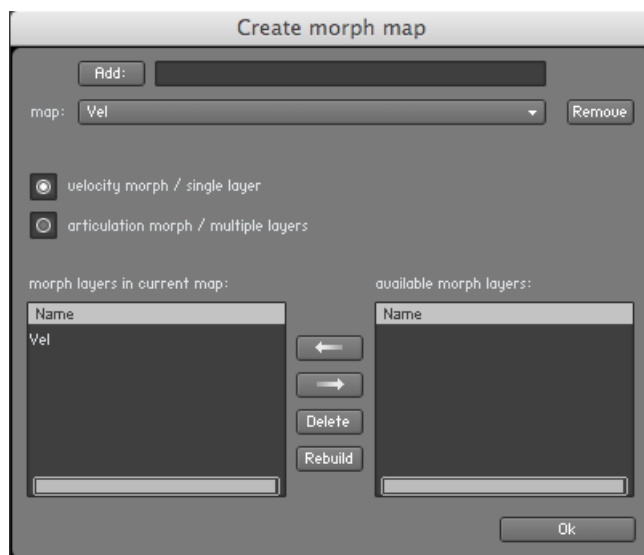 Create morph map
Add:
map: Vel Remove
velocity morph / single layer
articulation morph / multiple layers
morph layers in current map:
Name
Vel
available morph layers:
Name
Delete
Rebuild
Ok